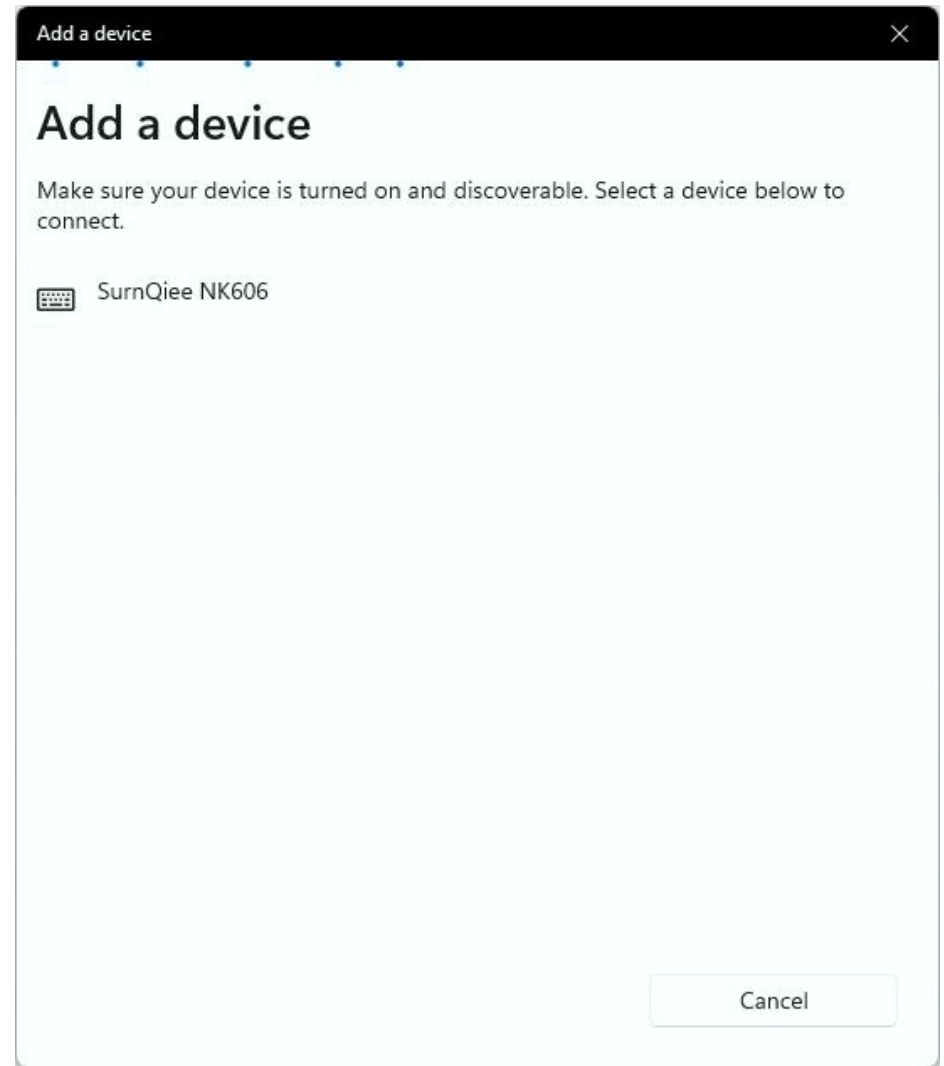 Add a device
Add a device
Make sure your device is turned on and discoverable. Select a device below to
connect.
SurnQiee NK606
Cancel